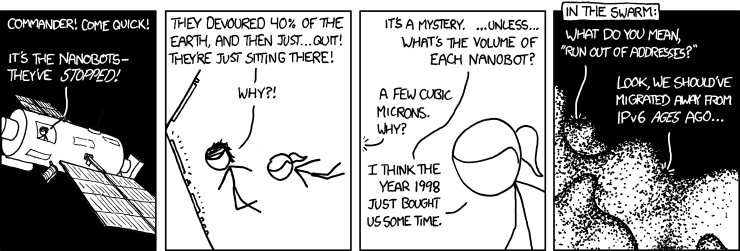 COMMANDER! COME QUICK!
IT'S THE NANOBOTS—
THEY'VE STOPPED!
THEY DEVOURED 40% OF THE
EARTH, AND THEN JUST...QUIT!
THEY'RE JUST SITTING THERE!
WHY?!
IT'S A MYSTERY. ...UNLESS...
WHAT'S THE VOLUME OF
EACH NANOBOT?
A FEW CUBIC
MICRONS.
WHY?
I THINK THE
YEAR 1998
JUST BOUGHT
US SOME TIME.
IN THE SWARM:
WHAT DO YOU MEAN,
"RUN OUT OF ADDRESSES?"
LOOK, WE SHOULD'VE
MIGRATED AWAY FROM
IPv6 AGES AGO...